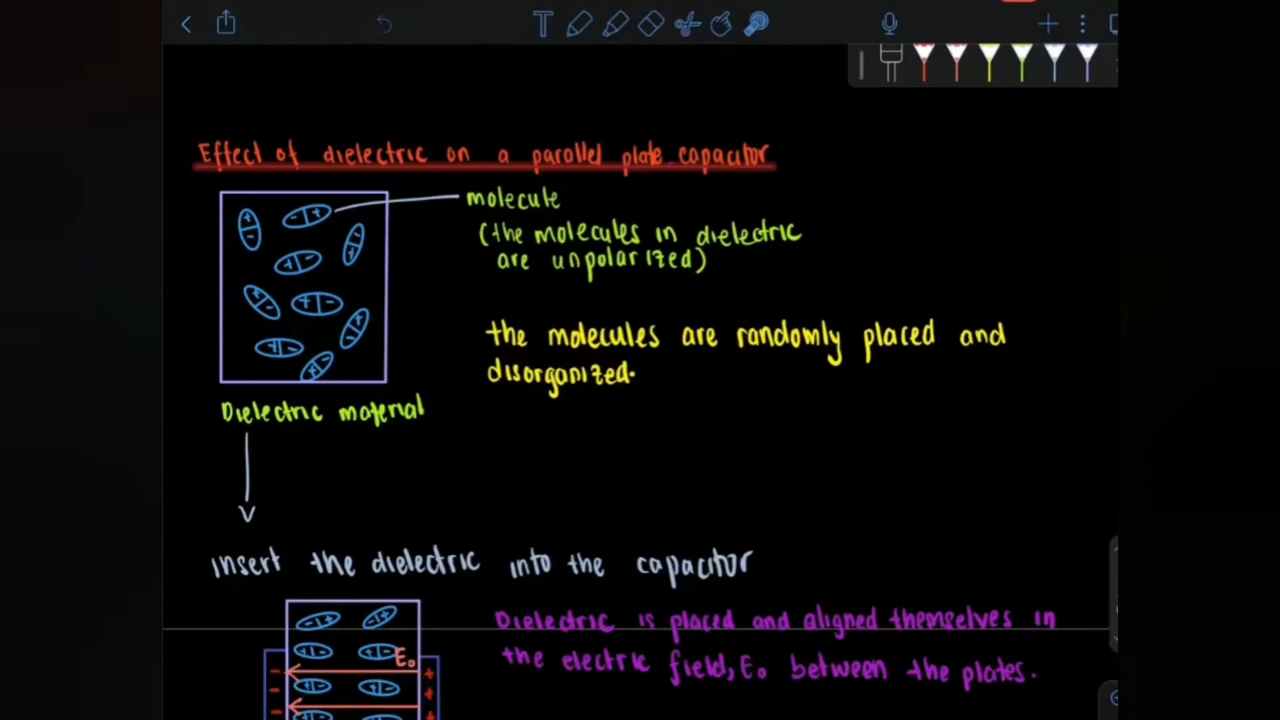 Effect of dielectric on a parallel plate capacitor
molecule
(the molecules in dielectric
are unpolarized)
the molecules are randomly placed and
disorganized.
Dielectric material
Insert the dielectric into the capacitor
Dielectric is placed and aligned themselves in
the electric field, E₀ between the plates.
E₀